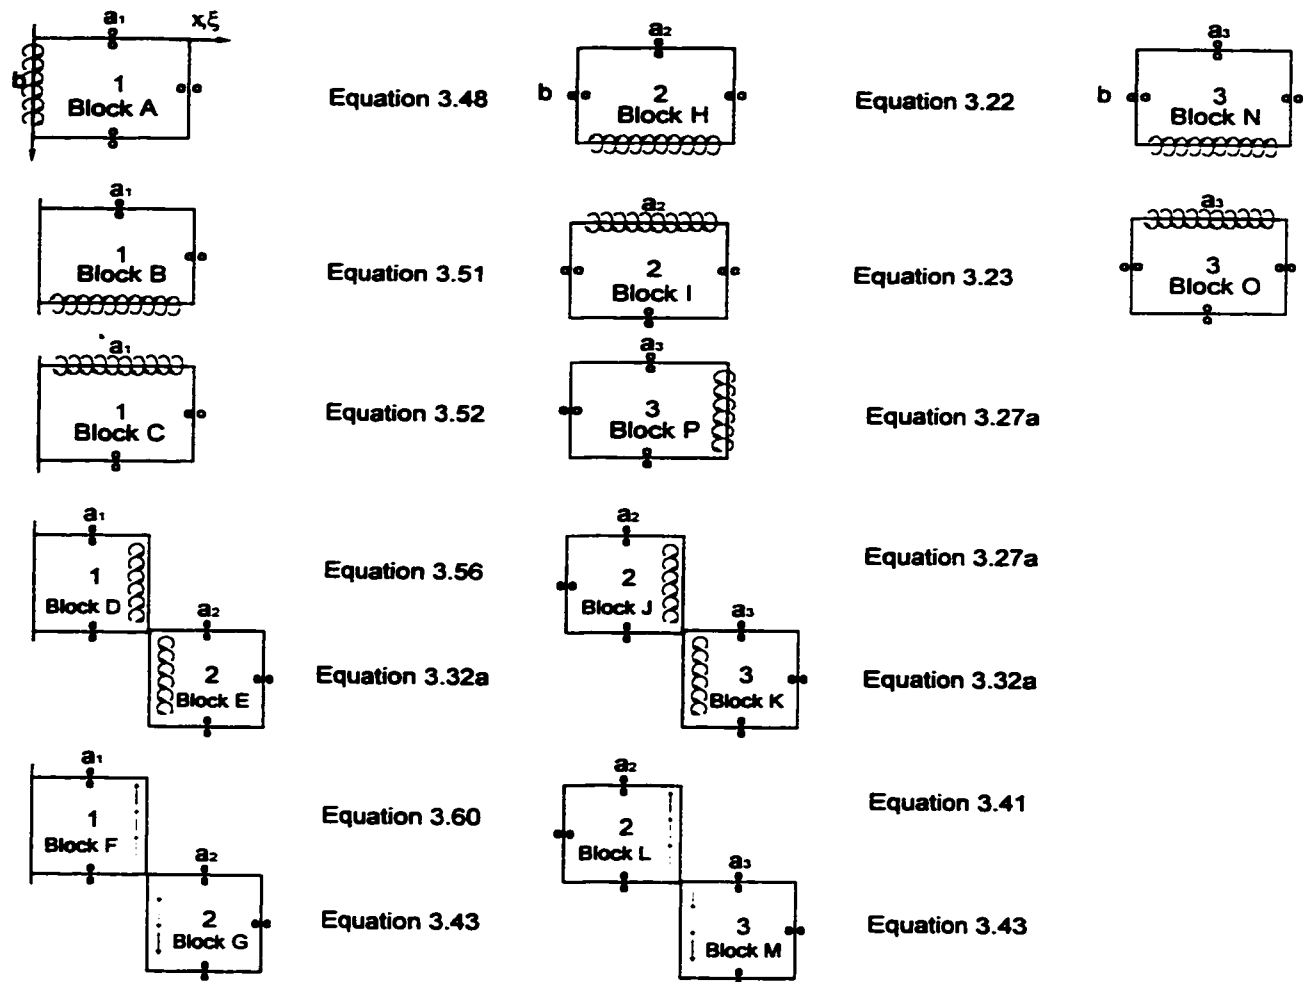 a₁ x,ξ
b
1
Block A
Equation 3.48
a₂
b
2
Block H
Equation 3.22
a₃
b
3
Block N
a₁
1
Block B
Equation 3.51
a₂
2
Block I
Equation 3.23
a₃
3
Block O
a₁
1
Block C
Equation 3.52
a₃
3
Block P
Equation 3.27a
a₁
1
Block D
Equation 3.56
a₂
2
Block E
Equation 3.32a
a₂
2
Block J
Equation 3.27a
a₃
3
Block K
Equation 3.32a
a₁
1
Block F
Equation 3.60
a₂
2
Block G
Equation 3.43
a₂
2
Block L
Equation 3.41
a₃
3
Block M
Equation 3.43